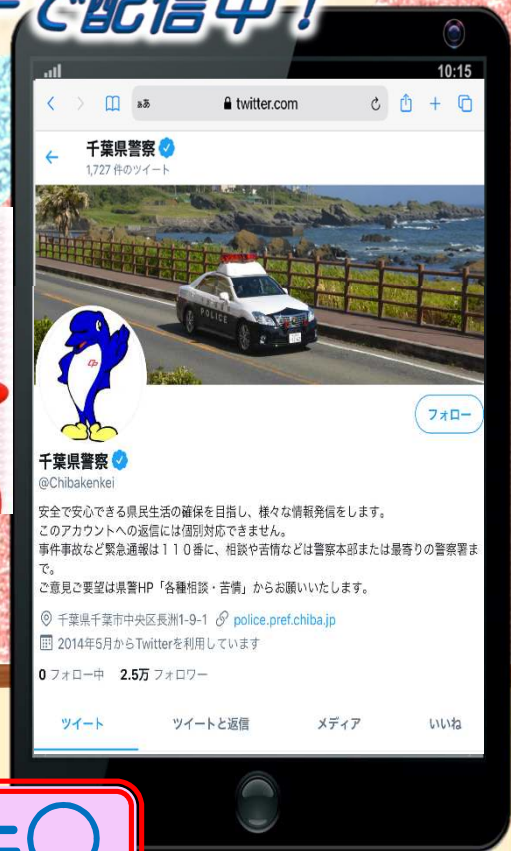 で配信中！
10:15
ぁあ twitter.com
千葉県警察
1,727 件のツイート
POLICE
CP
フォロー
千葉県警察
@Chibakenkei
安全で安心できる県民生活の確保を目指し、様々な情報発信をします。
このアカウントへの返信には個別対応できません。
事件事故など緊急通報は１１０番に、相談や苦情などは警察本部または最寄りの警察署ま
で。
ご意見ご要望は県警HP「各種相談・苦情」からお願いいたします。
千葉県千葉市中央区長洲1-9-1 police.pref.chiba.jp
2014年5月からTwitterを利用しています
0 フォロー中 2.5万 フォロワー
ツイート ツイートと返信 メディア いいね